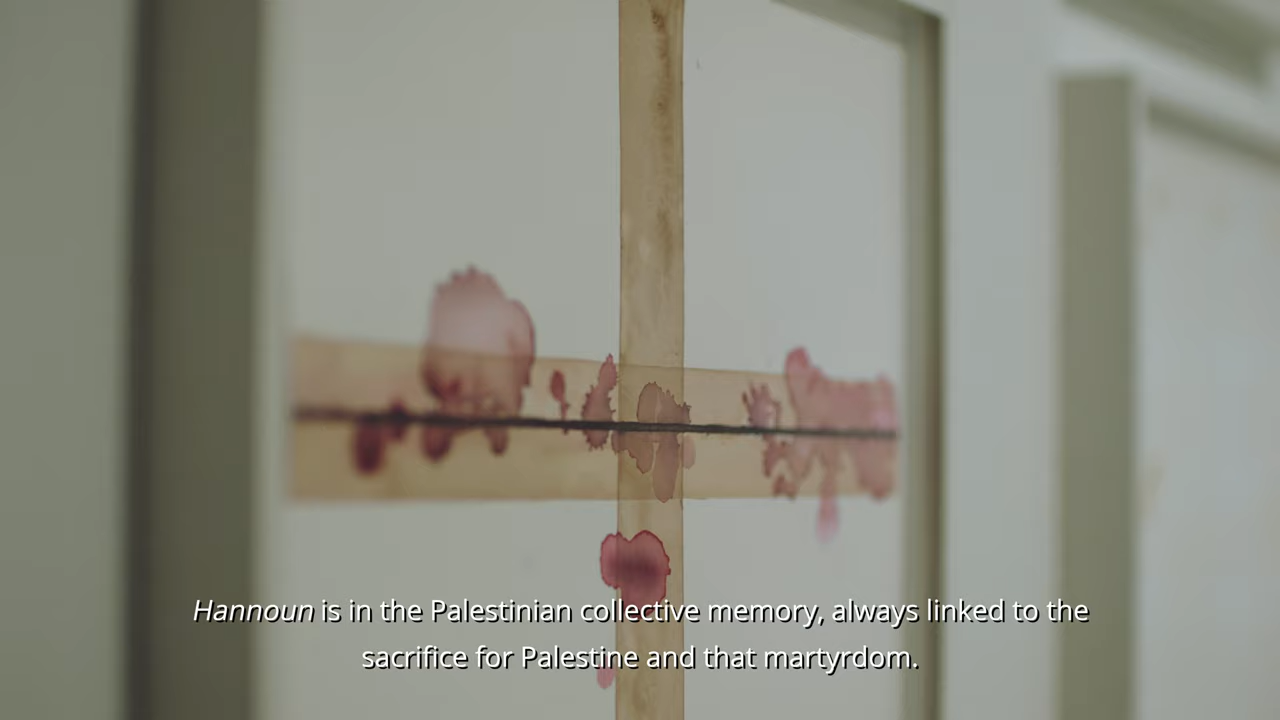 Hannoun is in the Palestinian collective memory, always linked to the
sacrifice for Palestine and that martyrdom.